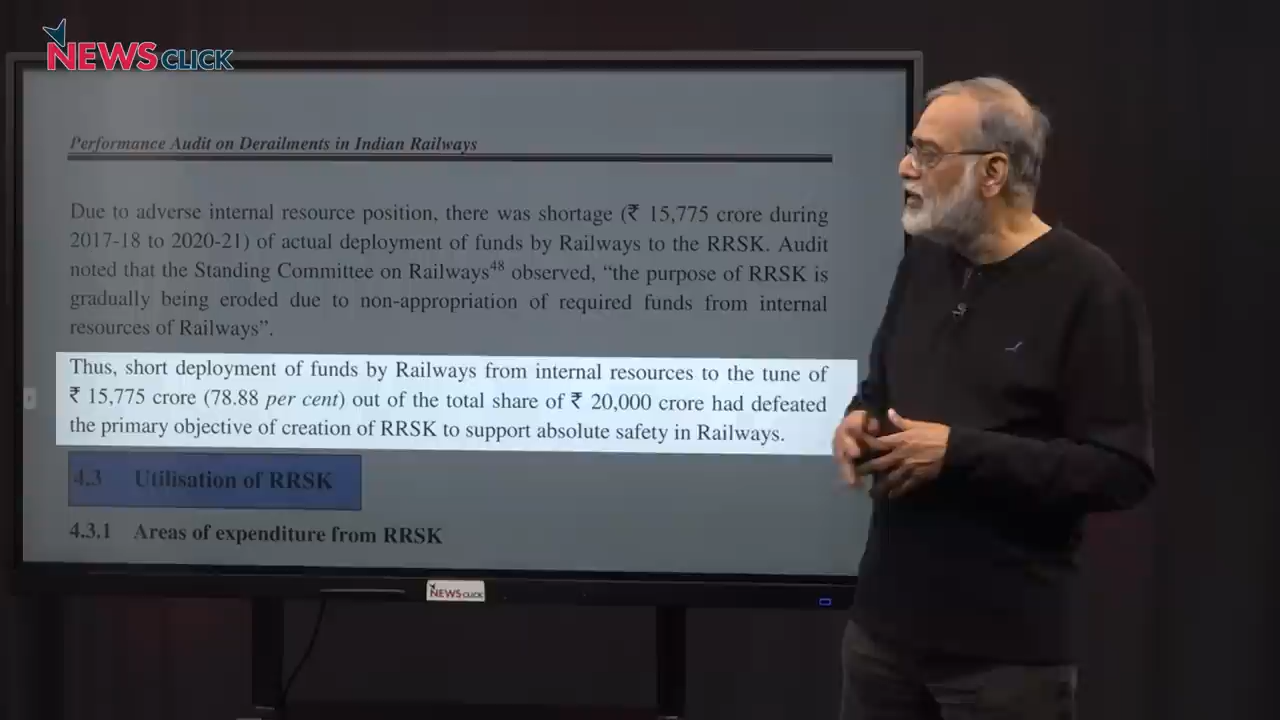 NEWSCLICK
Performance Audit on Derailments in Indian Railways
Due to adverse internal resource position, there was shortage (₹ 15,775 crore during
2017-18 to 2020-21) of actual deployment of funds by Railways to the RRSK. Audit
noted that the Standing Committee on Railways48 observed, “the purpose of RRSK is
gradually being eroded due to non-appropriation of required funds from internal
resources of Railways”.
Thus, short deployment of funds by Railways from internal resources to the tune of
₹ 15,775 crore (78.88 per cent) out of the total share of ₹ 20,000 crore had defeated
the primary objective of creation of RRSK to support absolute safety in Railways.
4.3 Utilisation of RRSK
4.3.1 Areas of expenditure from RRSK
NEWSCLICK